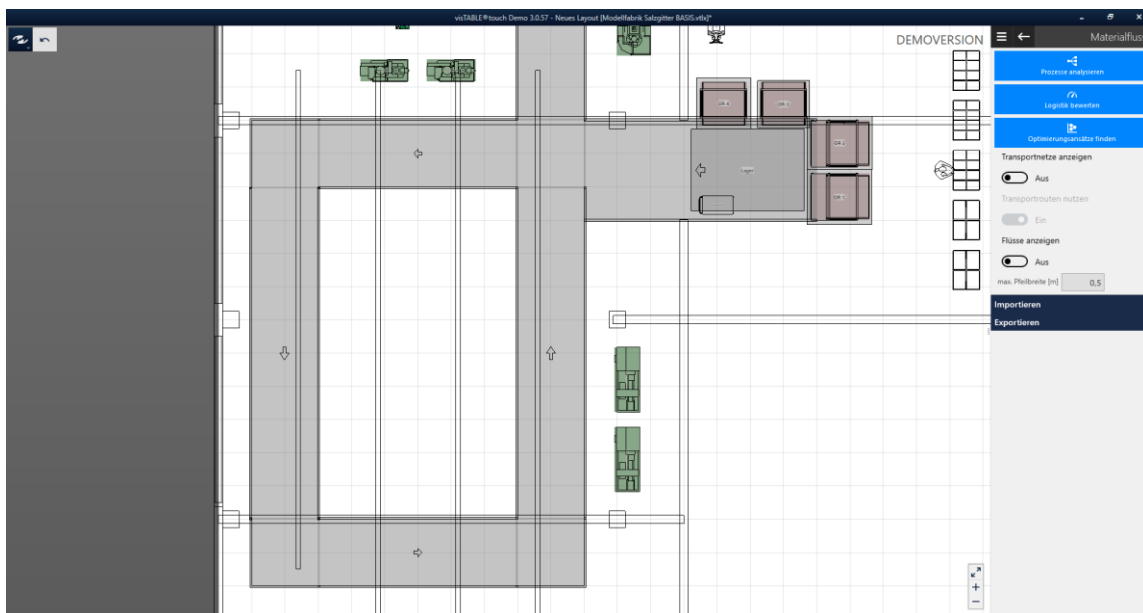 visTABLE®touch Demo 3.0.57 - Neues Layout [Modellfabrik Salzgitter BASIS.vtlx]*
DEMOVERSION
Materialfluss
Prozesse analysieren
Logistik bewerten
Optimierungsansätze finden
Transportnetze anzeigen
Aus
Transportrouten nutzen
Ein
Flüsse anzeigen
Aus
max. Pfeilbreite [m] 0,5
Importieren
Exportieren
Lager